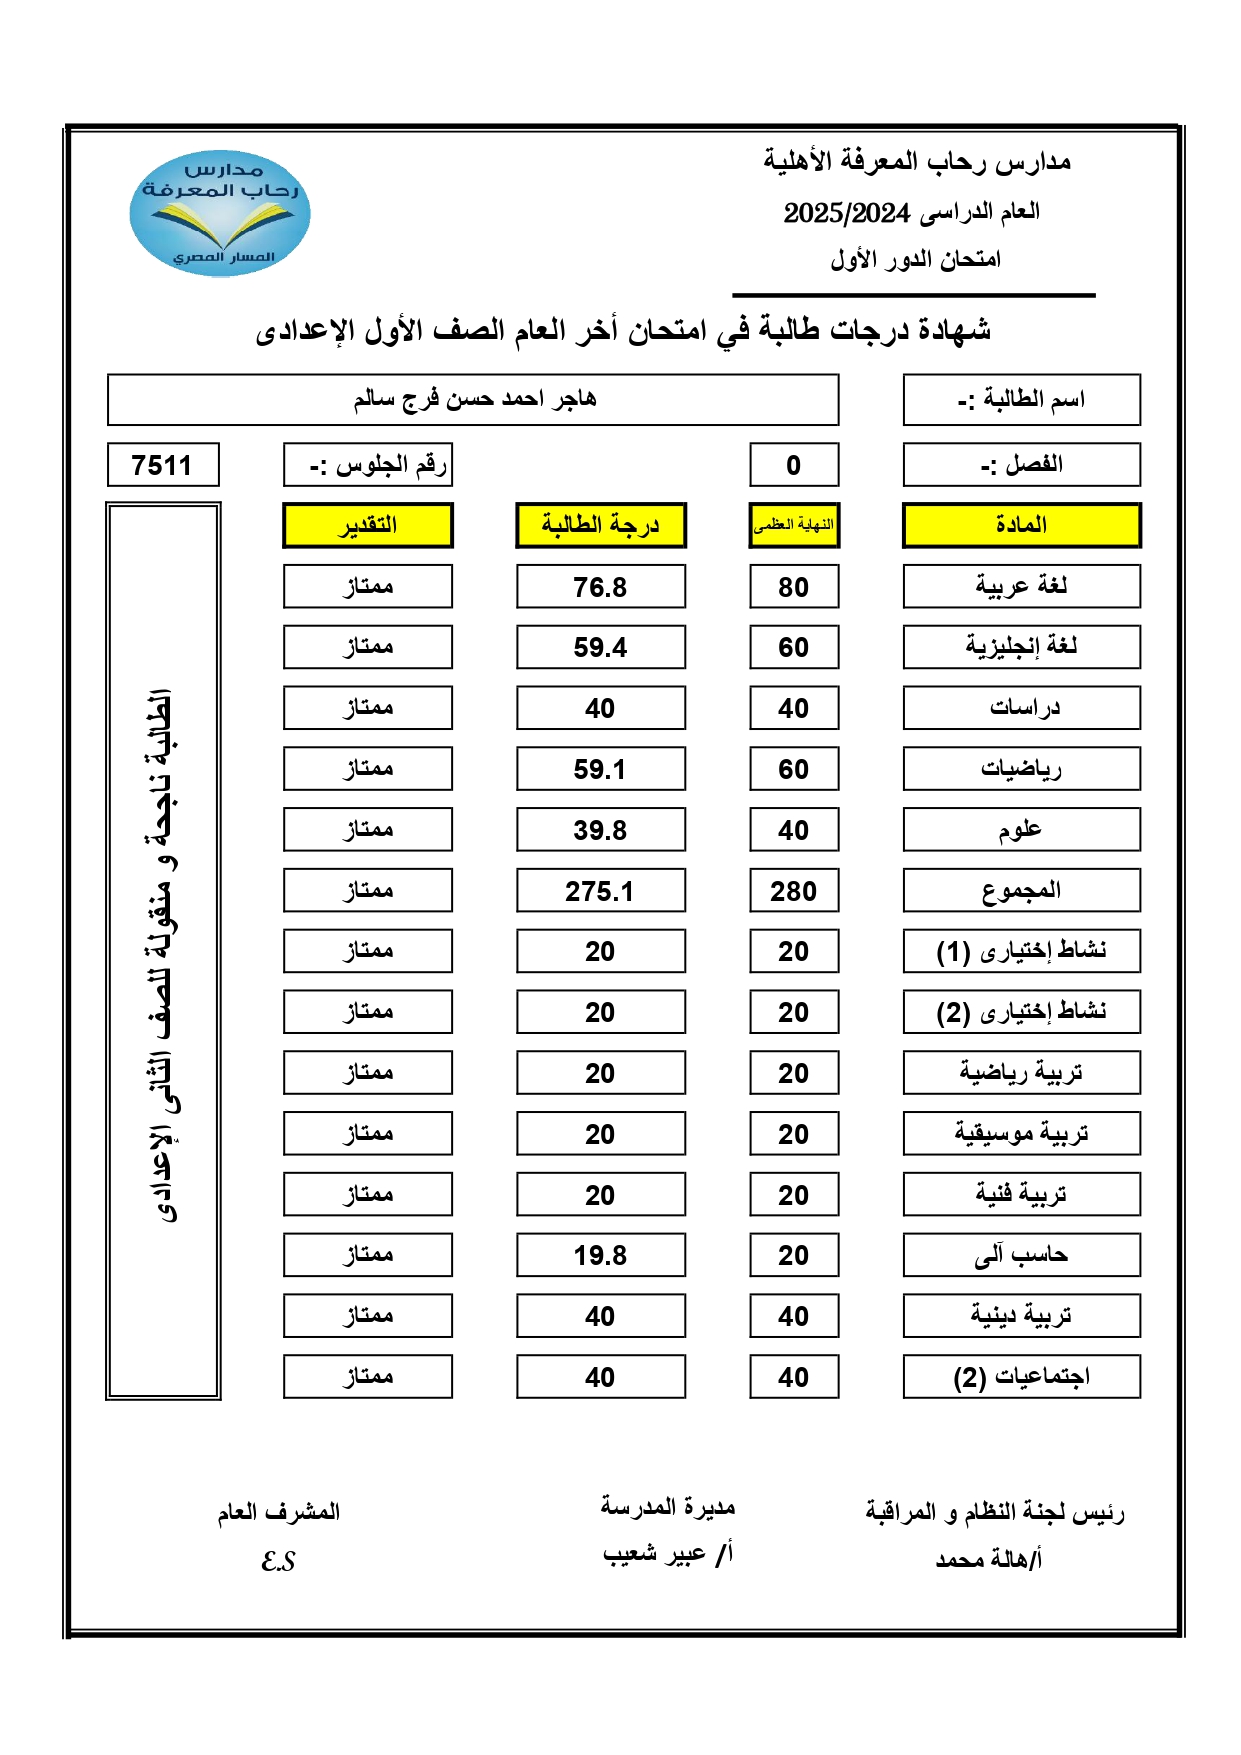 مدارس رحاب المعرفة الأهلية
العام الدراسى 2025/2024
امتحان الدور الأول
مدارس
رحاب المعرفة
المسار المصري
شهادة درجات طالبة في امتحان أخر العام الصف الأول الإعدادى
اسم الطالبة :- هاجر احمد حسن فرج سالم
الفصل :- 0 رقم الجلوس :- 7511
المادة النهاية العظمى درجة الطالبة التقدير
لغة عربية 80 76.8 ممتاز
لغة إنجليزية 60 59.4 ممتاز
دراسات 40 40 ممتاز
رياضيات 60 59.1 ممتاز
علوم 40 39.8 ممتاز
المجموع 280 275.1 ممتاز
نشاط إختيارى (1) 20 20 ممتاز
نشاط إختيارى (2) 20 20 ممتاز
تربية رياضية 20 20 ممتاز
تربية موسيقية 20 20 ممتاز
تربية فنية 20 20 ممتاز
حاسب آلى 20 19.8 ممتاز
تربية دينية 40 40 ممتاز
اجتماعيات (2) 40 40 ممتاز
الطالبة ناجحة و منقولة للصف الثانى الإعدادى
رئيس لجنة النظام و المراقبة مديرة المدرسة المشرف العام
أ/هالة محمد أ/ عبير شعيب E.S